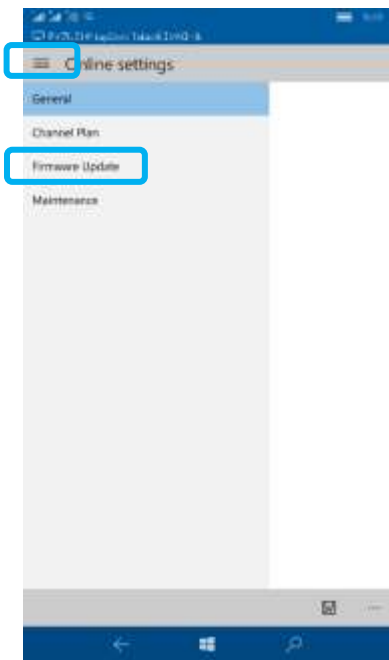 Online settings
General
Channel Plan
Firmware Update
Maintenance